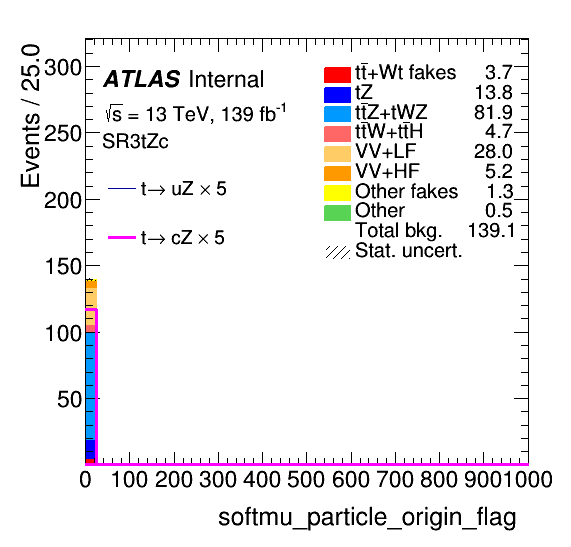 Events / 25.0
300
250
200
150
100
50
ATLAS Internal
√s = 13 TeV, 139 fb⁻¹
SR3tZc
t→ uZ × 5
t→ cZ × 5
tt̄+Wt fakes 3.7
tZ 13.8
tt̄Z+tWZ 81.9
tt̄W+tt̄H 4.7
VV+LF 28.0
VV+HF 5.2
Other fakes 1.3
Other 0.5
Total bkg. 139.1
Stat. uncert.
0 100 200 300 400 500 600 700 800 900 1000
softmu_particle_origin_flag